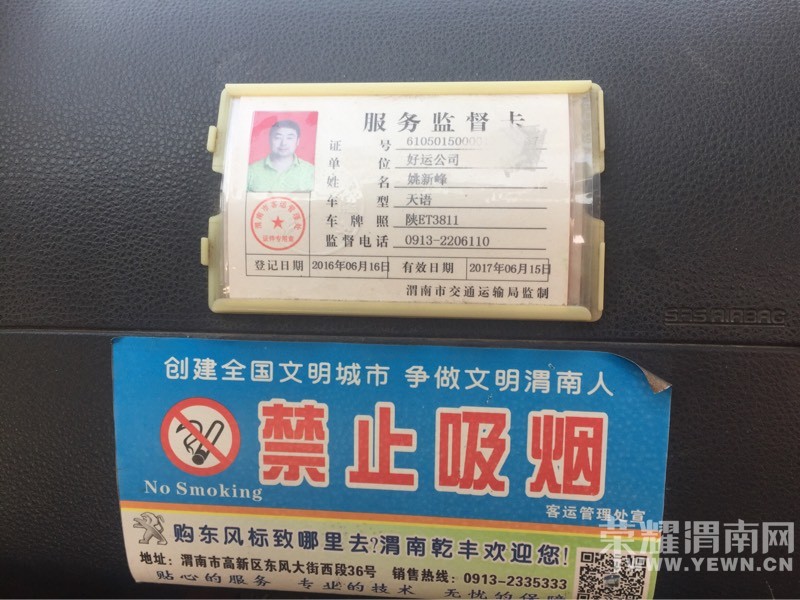 服务监督卡
证号 6105015000
单位 好运公司
姓名 姚新峰
车型 天语
车牌照 陕ET3811
监督电话 0913-2206110
登记日期 2016年06月16日 有效日期 2017年06月15日
渭南市交通运输局监制
SRS AIRBAG
创建全国文明城市 争做文明渭南人
禁止吸烟
No Smoking
客运管理处宣
购东风标致哪里去?渭南乾丰欢迎您!
地址: 渭南市高新区东风大街西段36号 销售热线: 0913-2335333
贴心的服务 专业的技术 无忧的保障
荣耀渭南网
WWW.YEWN.CN